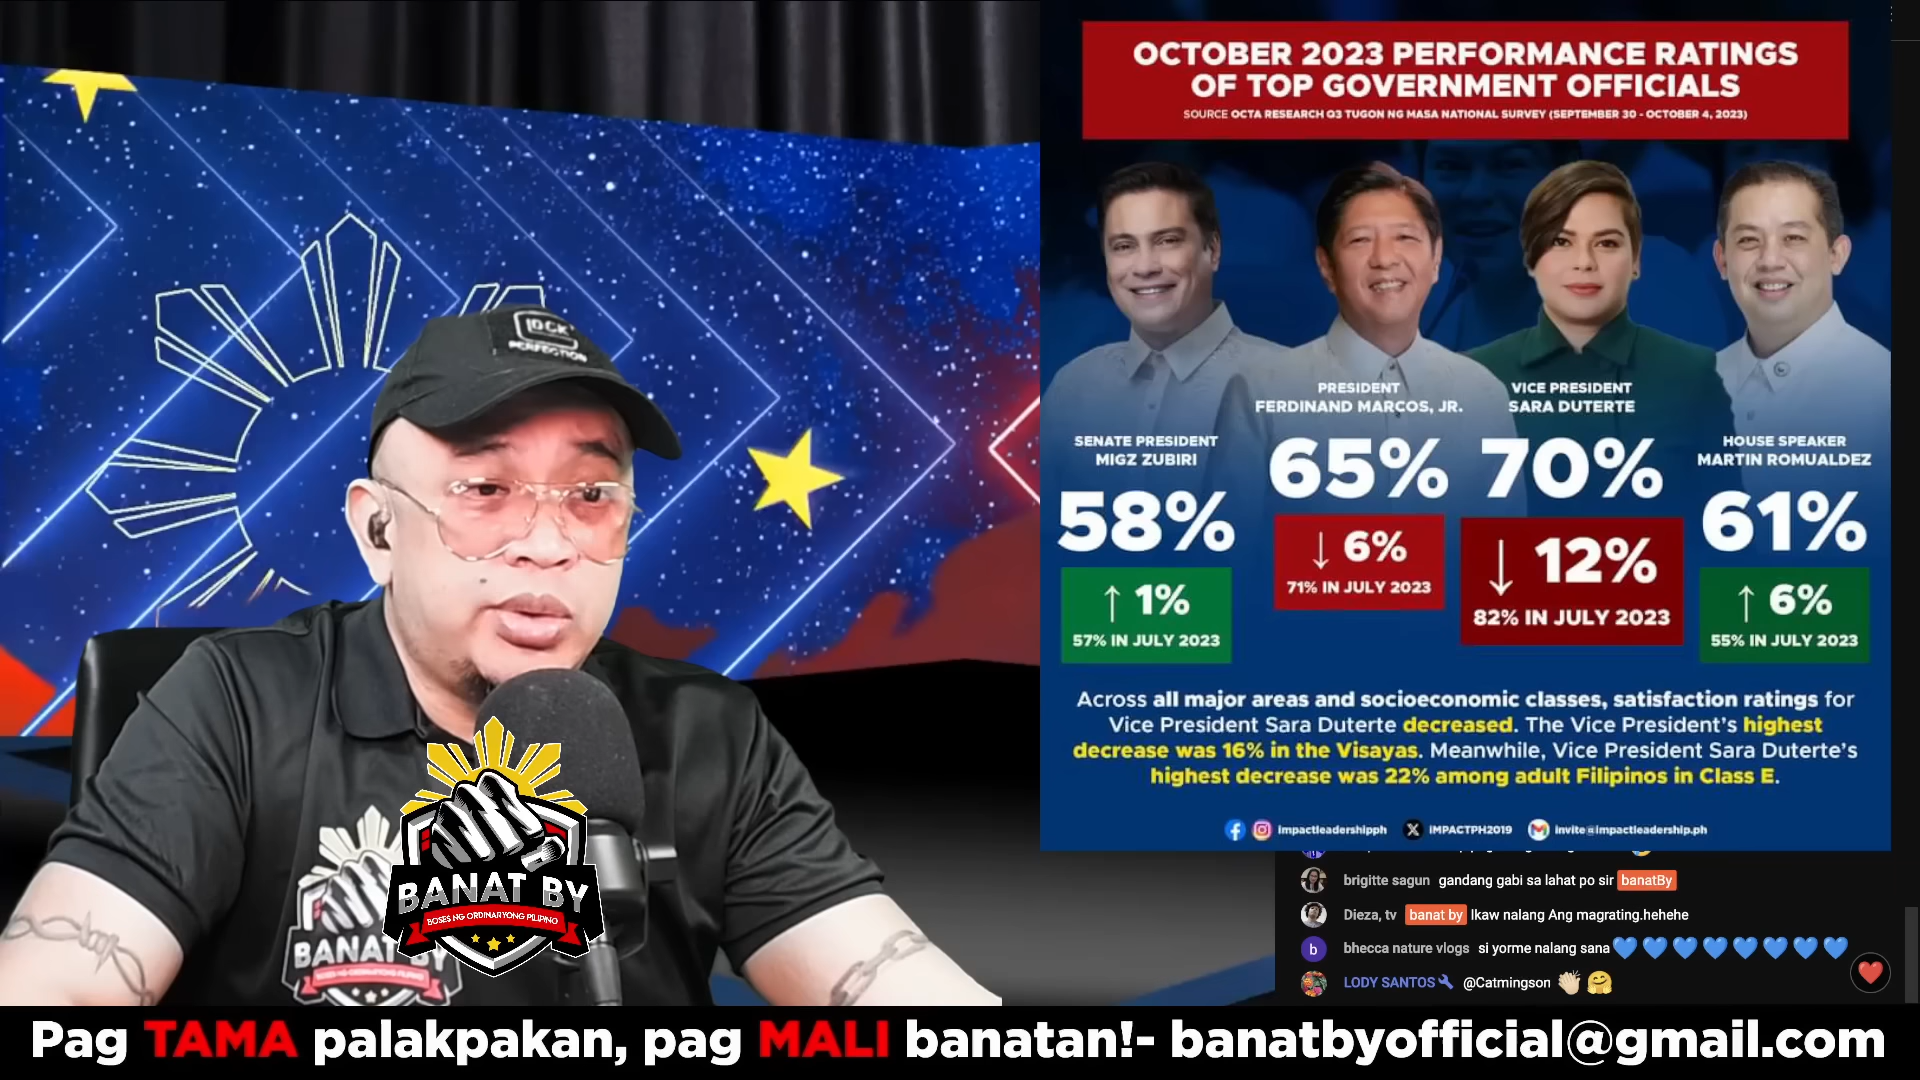 OCTOBER 2023 PERFORMANCE RATINGS
OF TOP GOVERNMENT OFFICIALS
SOURCE OCTA RESEARCH Q3 TUGON NG MASA NATIONAL SURVEY (SEPTEMBER 30 - OCTOBER 4, 2023)
SENATE PRESIDENT
MIGZ ZUBIRI
58%
↑ 1%
57% IN JULY 2023
PRESIDENT
FERDINAND MARCOS, JR.
65%
↓ 6%
71% IN JULY 2023
VICE PRESIDENT
SARA DUTERTE
70%
↓ 12%
82% IN JULY 2023
HOUSE SPEAKER
MARTIN ROMUALDEZ
61%
↑ 6%
55% IN JULY 2023
Across all major areas and socioeconomic classes, satisfaction ratings for
Vice President Sara Duterte decreased. The Vice President's highest
decrease was 16% in the Visayas. Meanwhile, Vice President Sara Duterte's
highest decrease was 22% among adult Filipinos in Class E.
impactleadershipph IMPACTPH2019 invite@impactleadership.ph
brigitte sagun gandang gabi sa lahat po sir banatBy
Dieza, tv banat by Ikaw nalang Ang magrating.hehehe
b bhecca nature vlogs si yorme nalang sana💙💙💙💙💙💙💙💙
LODY SANTOS @Catmingson 👏🏻🤗
PERFECTION
BANAT BY
BOSES NG ORDINARYONG PILIPINO
BANAT BY
Pag TAMA palakpakan, pag MALI banatan!- banatbyofficial@gmail.com